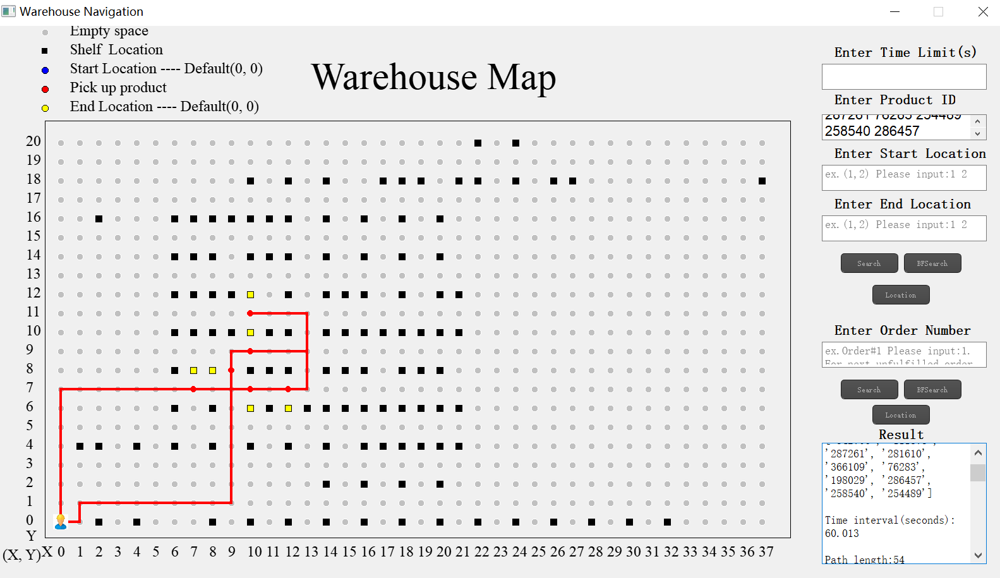 Warehouse Navigation
Empty space
Shelf Location
Start Location ---- Default(0, 0)
Pick up product
End Location ---- Default(0, 0)
Warehouse Map
20
19
18
17
16
15
14
13
12
11
10
9
8
7
6
5
4
3
2
1
0
Y
(X, Y)X 0 1 2 3 4 5 6 7 8 9 10 11 12 13 14 15 16 17 18 19 20 21 22 23 24 25 26 27 28 29 30 31 32 33 34 35 36 37
Enter Time Limit(s)
Enter Product ID
287261 76283 254489
258540 286457
Enter Start Location
ex.(1,2) Please input:1 2
Enter End Location
ex.(1,2) Please input:1 2
Search BFSearch
Location
Enter Order Number
ex.Order#1 Please input:1.
For next unfulfilled order
Search BFSearch
Location
Result
'287261', '281610',
'366109', '76283',
'198029', '286457',
'258540', '254489']
Time interval(seconds):
60.013
Path length:54